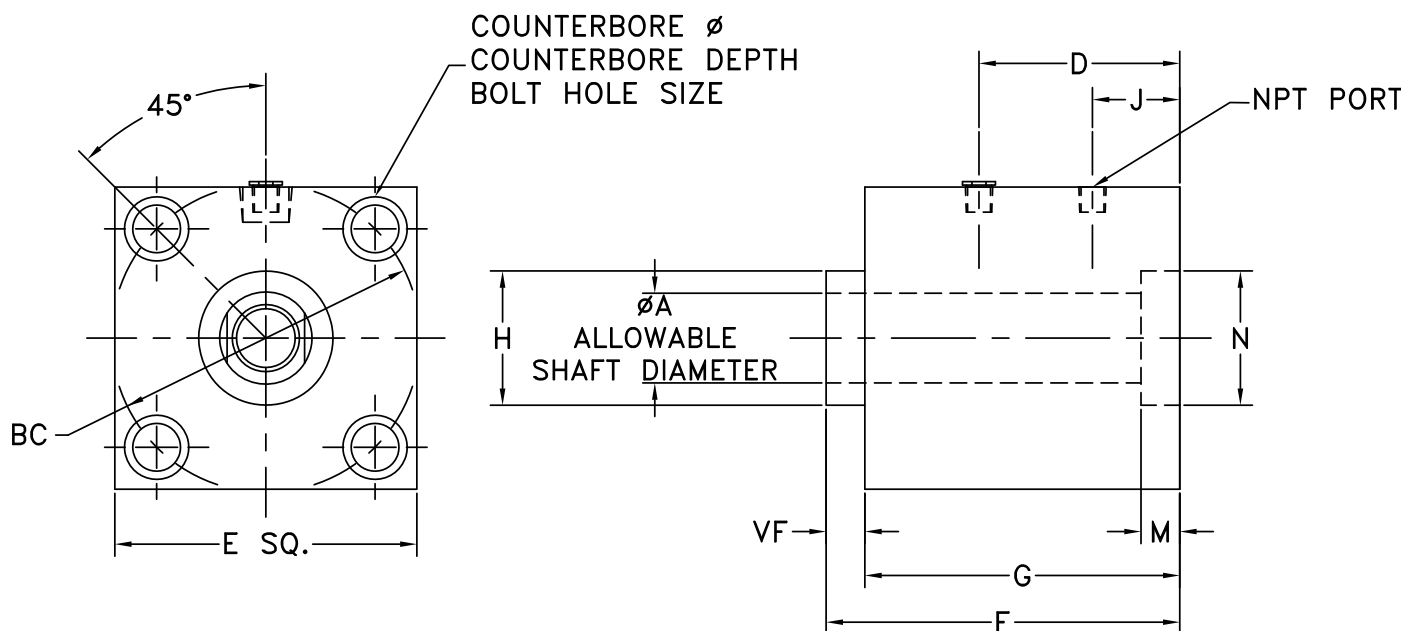 COUNTERBORE ø
COUNTERBORE DEPTH
BOLT HOLE SIZE
45°
D
J
NPT PORT
H
øA
ALLOWABLE
SHAFT DIAMETER
N
BC
E SQ.
VF
M
G
F